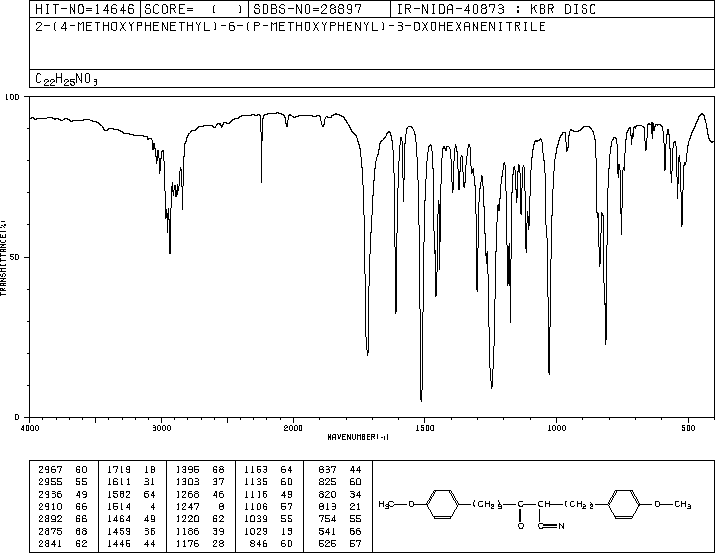 HIT-NO=14646 SCORE= ( ) SDBS-NO=28897 IR-NIDA-40873 : KBR DISC
2-(4-METHOXYPHENETHYL)-6-(P-METHOXYPHENYL)-3-OXOHEXANENITRILE
C22H25NO3
100
TRANSMITTANCE(%)
50
0
4000 3000 2000 1500 1000 500
WAVENUMBER(-1)
2967 60 1719 18 1396 68 1163 64 837 44
2955 55 1611 31 1303 37 1135 60 825 60
2936 49 1582 64 1268 46 1116 49 820 34
2910 66 1514 4 1247 8 1106 57 813 21
2892 66 1464 49 1220 62 1039 55 754 55
2875 68 1459 36 1186 39 1029 13 541 66
2841 62 1446 44 1176 28 846 60 526 57
H3C O (CH2)3 C CH (CH2)2 O CH3
O C N